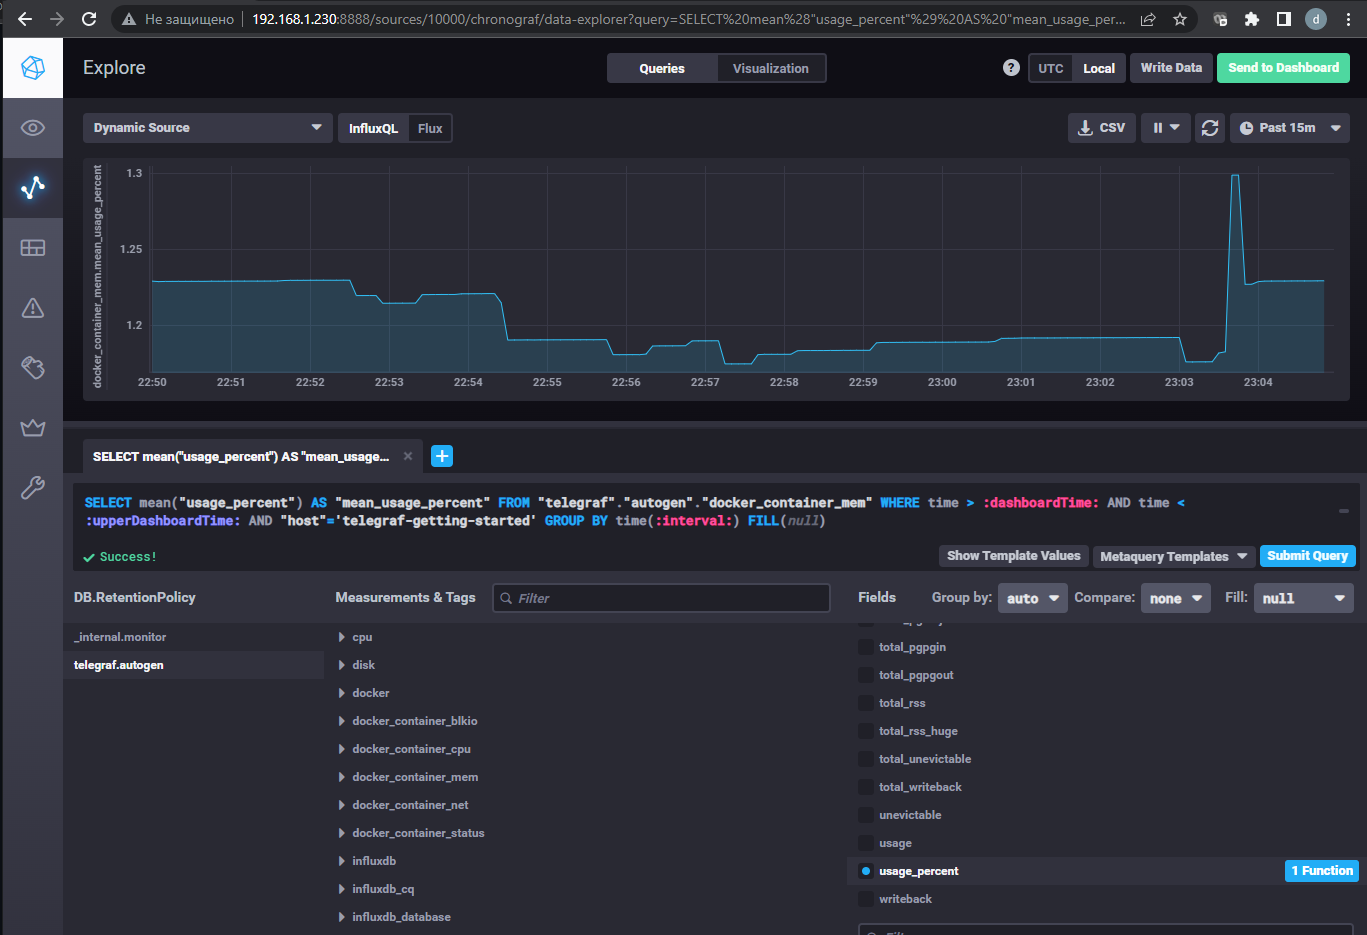 Не защищено
192.168.1.230:8888/sources/10000/chronograf/data-explorer?query=SELECT%20mean%28"usage_percent"%29%20AS%20"mean_usage_per...
d
Explore
Queries
Visualization
?
UTC
Local
Write Data
Send to Dashboard
Dynamic Source
InfluxQL
Flux
CSV
Past 15m
docker_container_mem.mean_usage_percent
1.3
1.25
1.2
22:50 22:51 22:52 22:53 22:54 22:55 22:56 22:57 22:58 22:59 23:00 23:01 23:02 23:03 23:04
SELECT mean("usage_percent") AS "mean_usage...
SELECT mean("usage_percent") AS "mean_usage_percent" FROM "telegraf"."autogen"."docker_container_mem" WHERE time > :dashboardTime: AND time <
:upperDashboardTime: AND "host"='telegraf-getting-started' GROUP BY time(:interval:) FILL(null)
Success!
Show Template Values
Metaquery Templates
Submit Query
DB.RetentionPolicy
Measurements & Tags
Filter
Fields
Group by:
auto
Compare:
none
Fill:
null
_internal.monitor
telegraf.autogen
cpu
disk
docker
docker_container_blkio
docker_container_cpu
docker_container_mem
docker_container_net
docker_container_status
influxdb
influxdb_cq
influxdb_database
total_pgpgin
total_pgpgout
total_rss
total_rss_huge
total_unevictable
total_writeback
unevictable
usage
usage_percent
1 Function
writeback